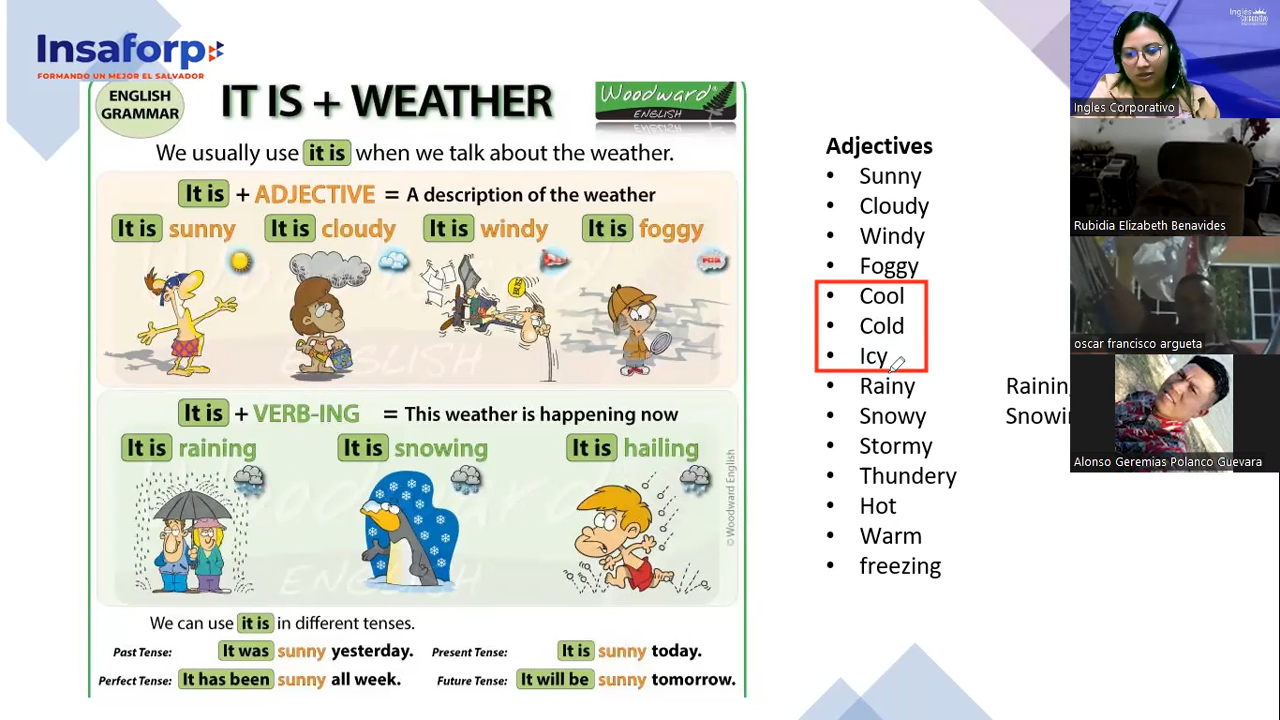 Insaforp
FORMANDO UN MEJOR EL SALVADOR
ENGLISH
GRAMMAR
IT IS + WEATHER
Woodward®
ENGLISH
We usually use it is when we talk about the weather.
It is + ADJECTIVE = A description of the weather
It is sunny
It is cloudy
It is windy
It is foggy
BUS
It is + VERB-ING = This weather is happening now
It is raining
It is snowing
It is hailing
© Woodward English
We can use it is in different tenses.
Past Tense: It was sunny yesterday.
Present Tense: It is sunny today.
Perfect Tense: It has been sunny all week.
Future Tense: It will be sunny tomorrow.
Adjectives
• Sunny
• Cloudy
• Windy
• Foggy
• Cool
• Cold
• Icy
• Rainy Rainin
• Snowy Snowi
• Stormy
• Thundery
• Hot
• Warm
• freezing
Ingles Corporativo
Rubidia Elizabeth Benavides
oscar francisco argueta
Alonso Geremias Polanco Guevara